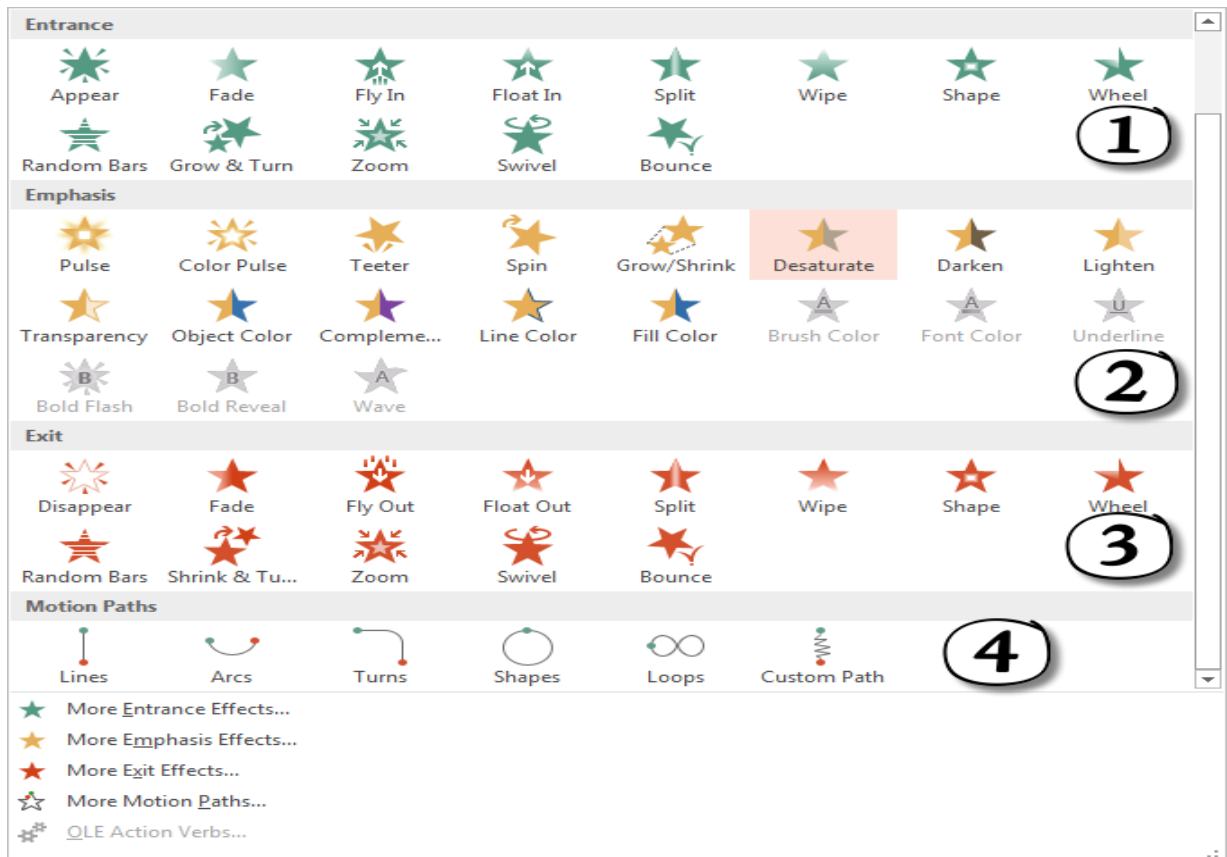 Entrance
Appear Fade Fly In Float In Split Wipe Shape Wheel
1
Random Bars Grow & Turn Zoom Swivel Bounce
Emphasis
Pulse Color Pulse Teeter Spin Grow/Shrink Desaturate Darken Lighten
Transparency Object Color Compleme... Line Color Fill Color Brush Color Font Color Underline
A A U
B B A
2
Bold Flash Bold Reveal Wave
Exit
Disappear Fade Fly Out Float Out Split Wipe Shape Wheel
3
Random Bars Shrink & Tu... Zoom Swivel Bounce
Motion Paths
4
Lines Arcs Turns Shapes Loops Custom Path
More Entrance Effects...
More Emphasis Effects...
More Exit Effects...
More Motion Paths...
OLE Action Verbs...